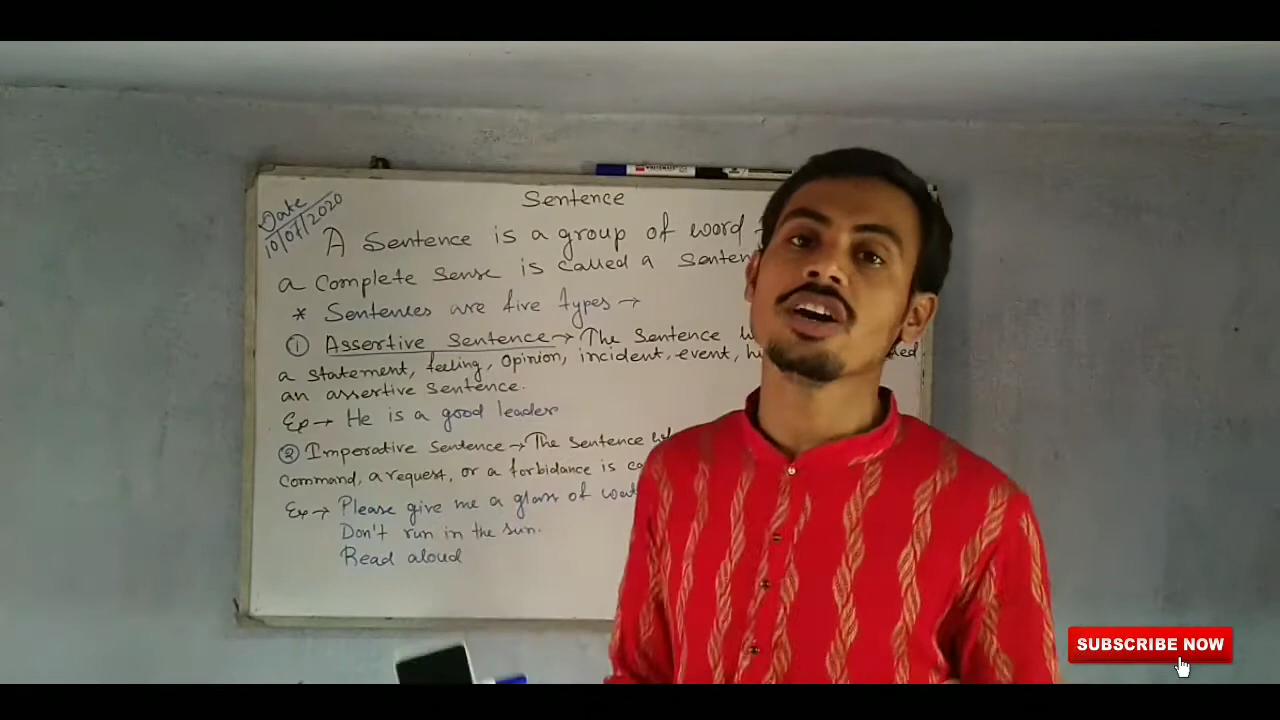 Sentence
Date
10/07/2020
A Sentence is a group of word
a complete sense is called a senten
* Sentences are five types →
① Assertive sentence → The sentence
a statement, feeling, opinion, incident, event,
an assertive sentence.
Ex → He is a good leader
② Imperative sentence → The sentence
command, a request, or a forbidance is ca
Ex → Please give me a glass of wat
Don't run in the sun.
Read aloud
SUBSCRIBE NOW